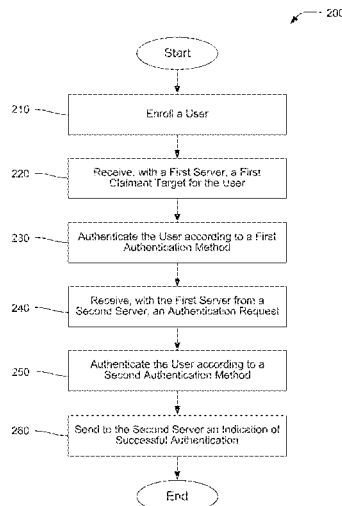 200
Start
210
Enroll a User
220
Receive, with a First Server, a First
Claimant Target for the User
230
Authenticate the User according to a First
Authentication Method
240
Receive, with the First Server from a
Second Server, an Authentication Request
250
Authenticate the User according to a
Second Authentication Method
260
Send to the Second Server an Indication of
Successful Authentication
End